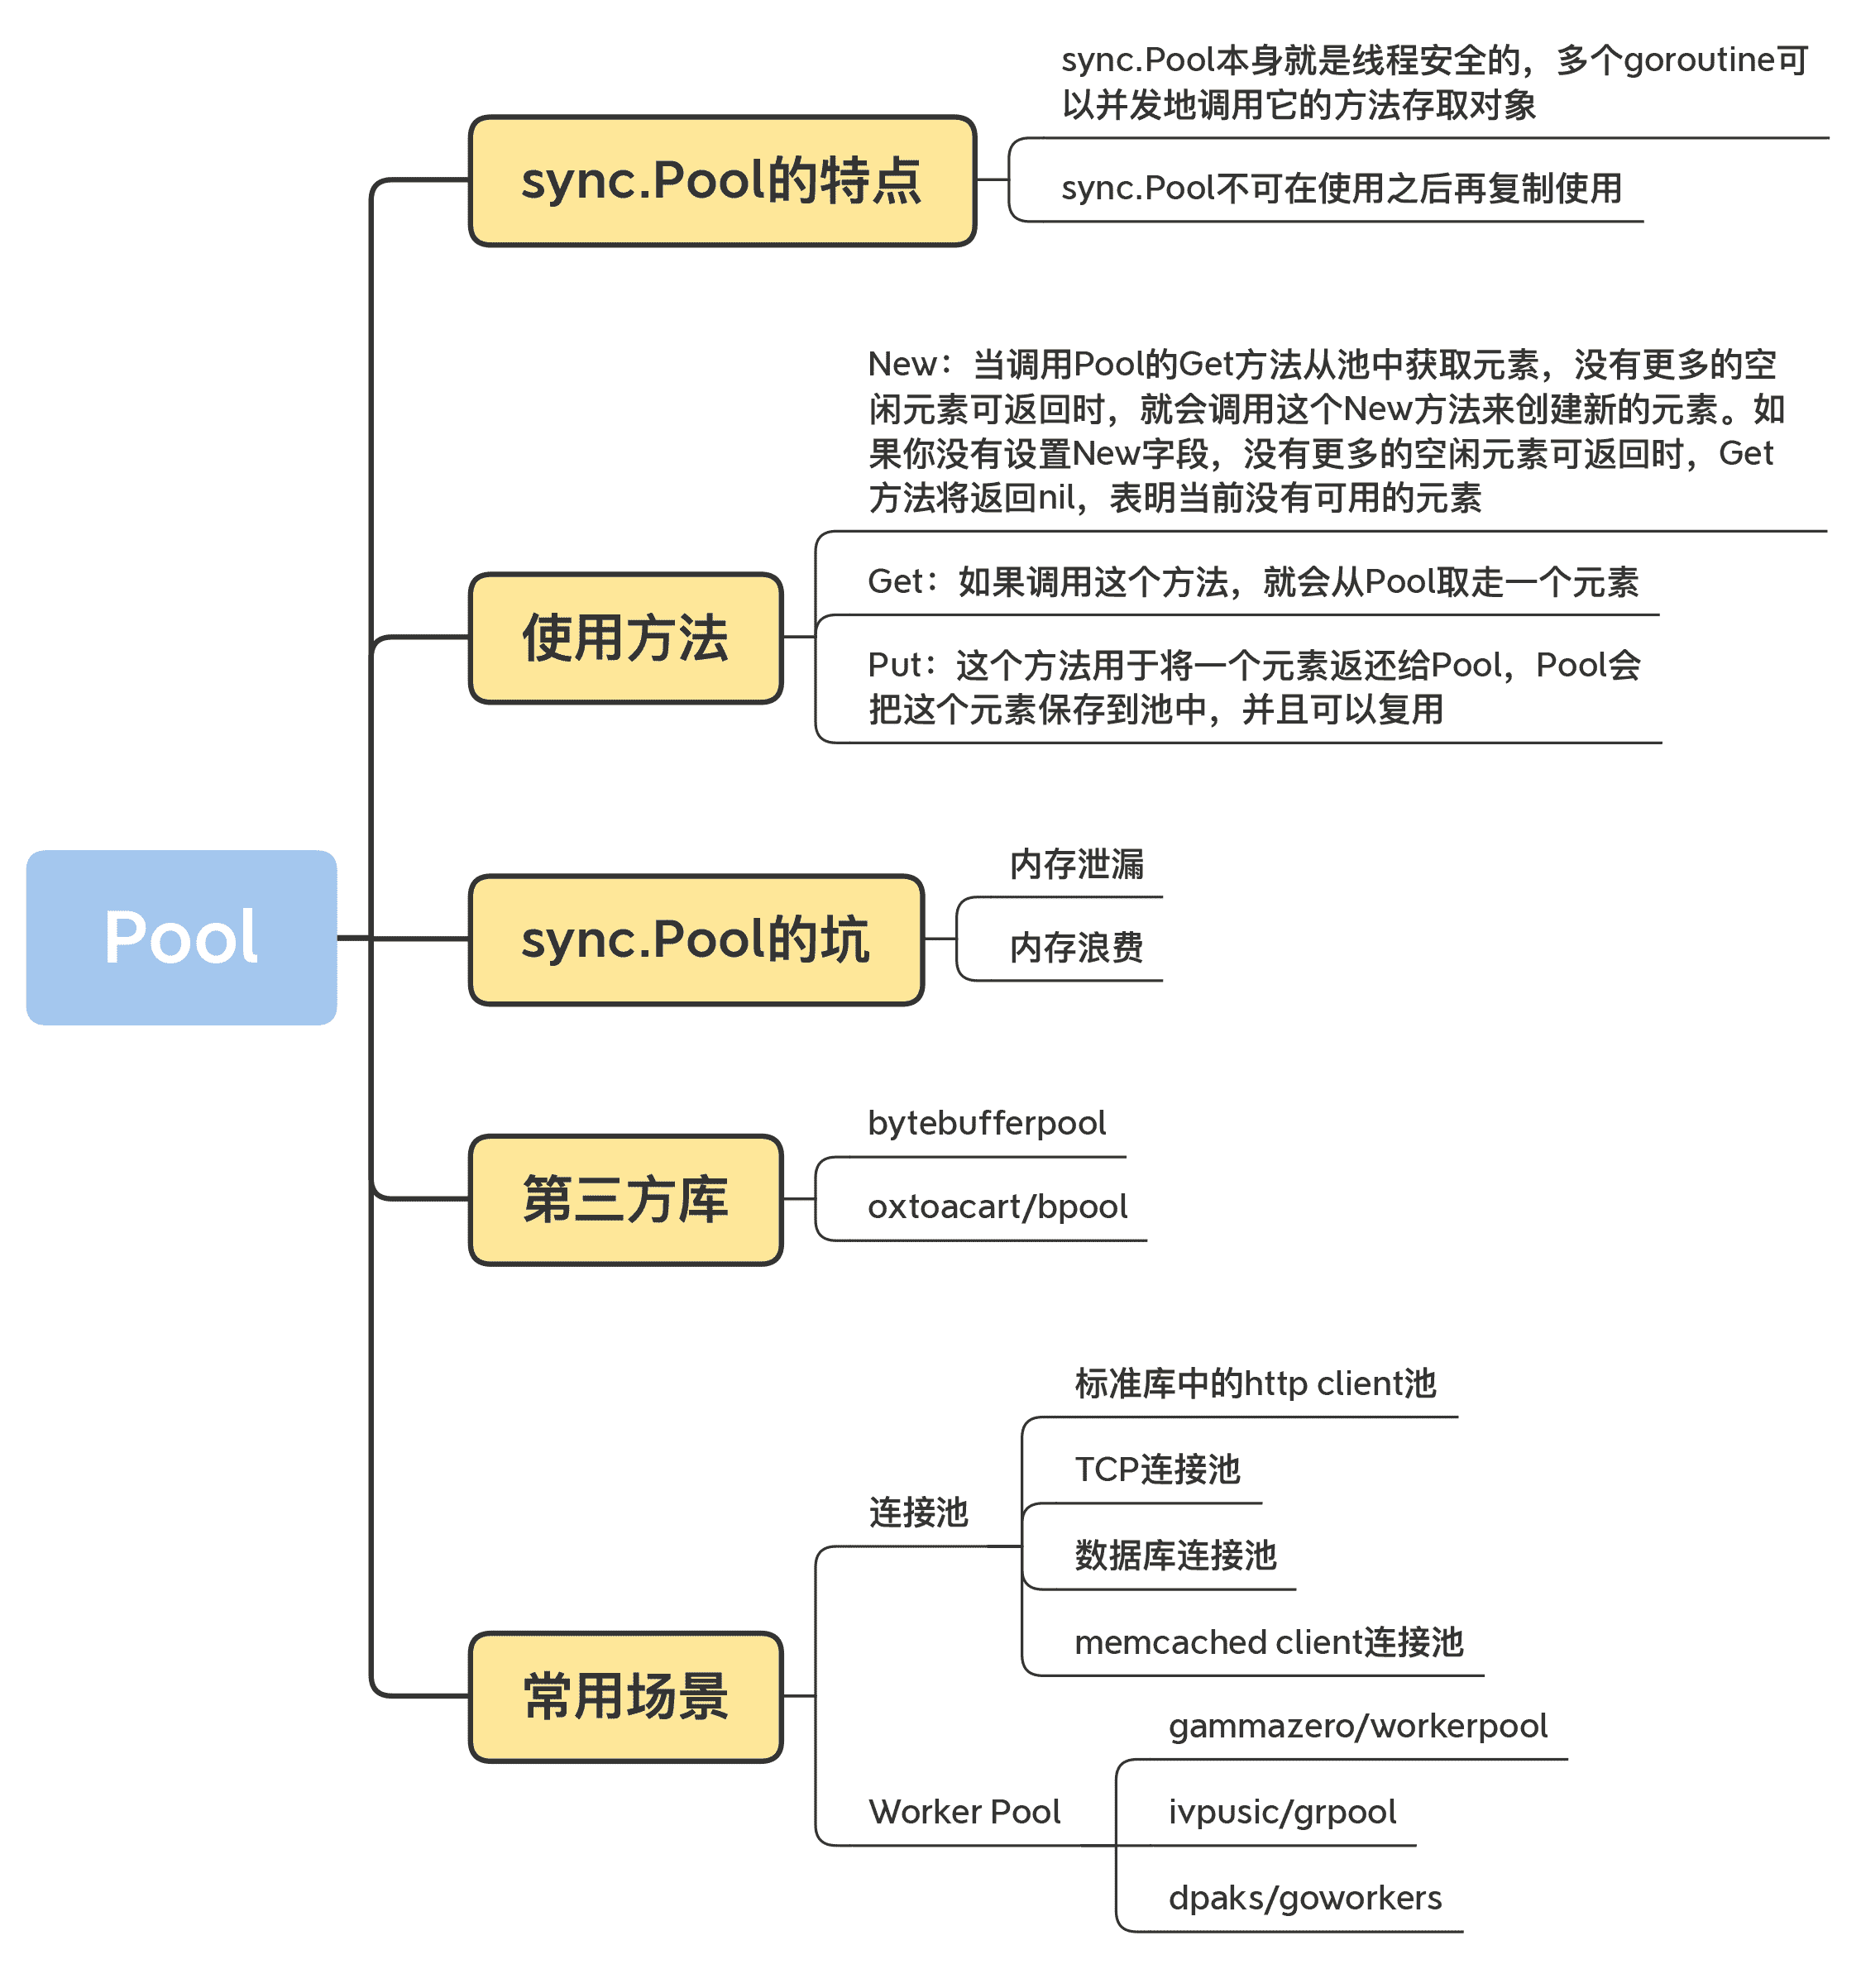 Pool
sync.Pool的特点
sync.Pool本身就是线程安全的，多个goroutine可
以并发地调用它的方法存取对象
sync.Pool不可在使用之后再复制使用
使用方法
New：当调用Pool的Get方法从池中获取元素，没有更多的空
闲元素可返回时，就会调用这个New方法来创建新的元素。如
果你没有设置New字段，没有更多的空闲元素可返回时，Get
方法将返回nil，表明当前没有可用的元素
Get：如果调用这个方法，就会从Pool取走一个元素
Put：这个方法用于将一个元素返还给Pool，Pool会
把这个元素保存到池中，并且可以复用
sync.Pool的坑
内存泄漏
内存浪费
第三方库
bytebufferpool
oxtoacart/bpool
常用场景
连接池
标准库中的http client池
TCP连接池
数据库连接池
memcached client连接池
Worker Pool
gammazero/workerpool
ivpusic/grpool
dpaks/goworkers